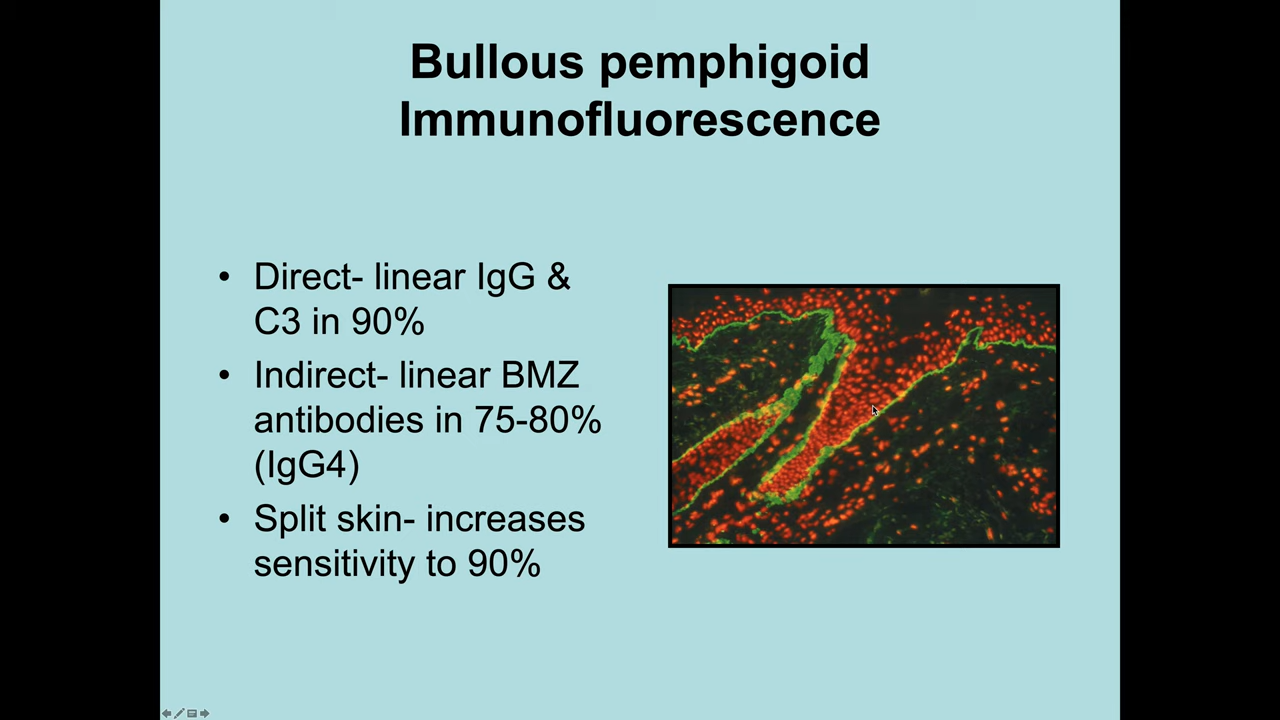 Bullous pemphigoid
Immunofluorescence
• Direct- linear IgG &
C3 in 90%
• Indirect- linear BMZ
antibodies in 75-80%
(IgG4)
• Split skin- increases
sensitivity to 90%